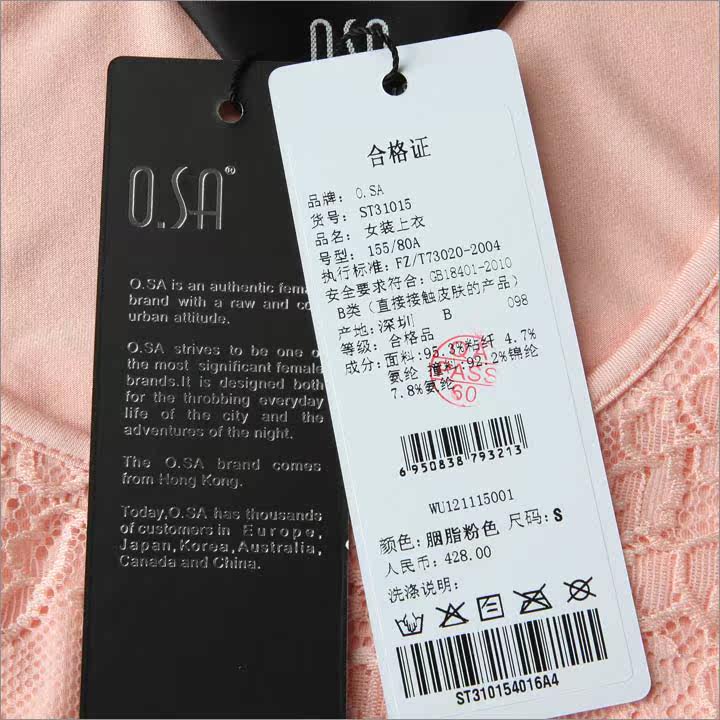 O.SA
O.SA®
O.SA is an authentic
brand with a raw and
urban attitude.
O.SA strives to be one
the most significant female
brands.It is designed both
for the throbbing everyday
life of the city and the
adventures of the night.
The O.SA brand comes
from Hong Kong.
Today,O.SA has thousands
of customers in Europe,
Japan,Korea,Australia,
Canada and China.
合格证
品牌: O.SA
货号: ST31015
品名: 女装上衣
号型: 155/80A
执行标准: FZ/T73020-2004
安全要求符合: GB18401-2010
B类 (直接接触皮肤的产品)
产地: 深圳 B 098
等级: 合格品
成分: 面料:95.3%粘纤 4.7%
氨纶 料:92.2%锦纶
7.8%氨纶
PASS
60
6950838793213
WU121115001
颜色: 胭脂粉色 尺码: S
人民币: 428.00
洗涤说明:
ST310154016A4